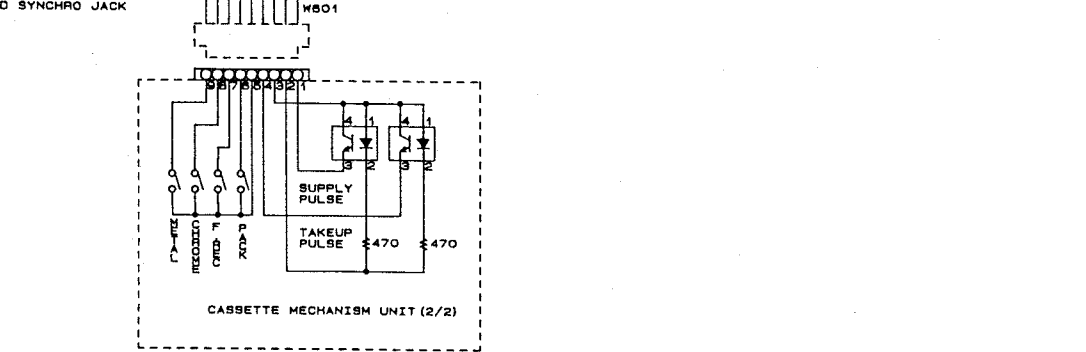 D SYNCHRO JACK
W601
9 8 7 6 5 4 3 2 1
4 1 4 1
3 2 3 2
SUPPLY
PULSE
TAKEUP
PULSE
470
470
METAL
CHROME
F REC
PACK
CASSETTE MECHANISM UNIT (2/2)